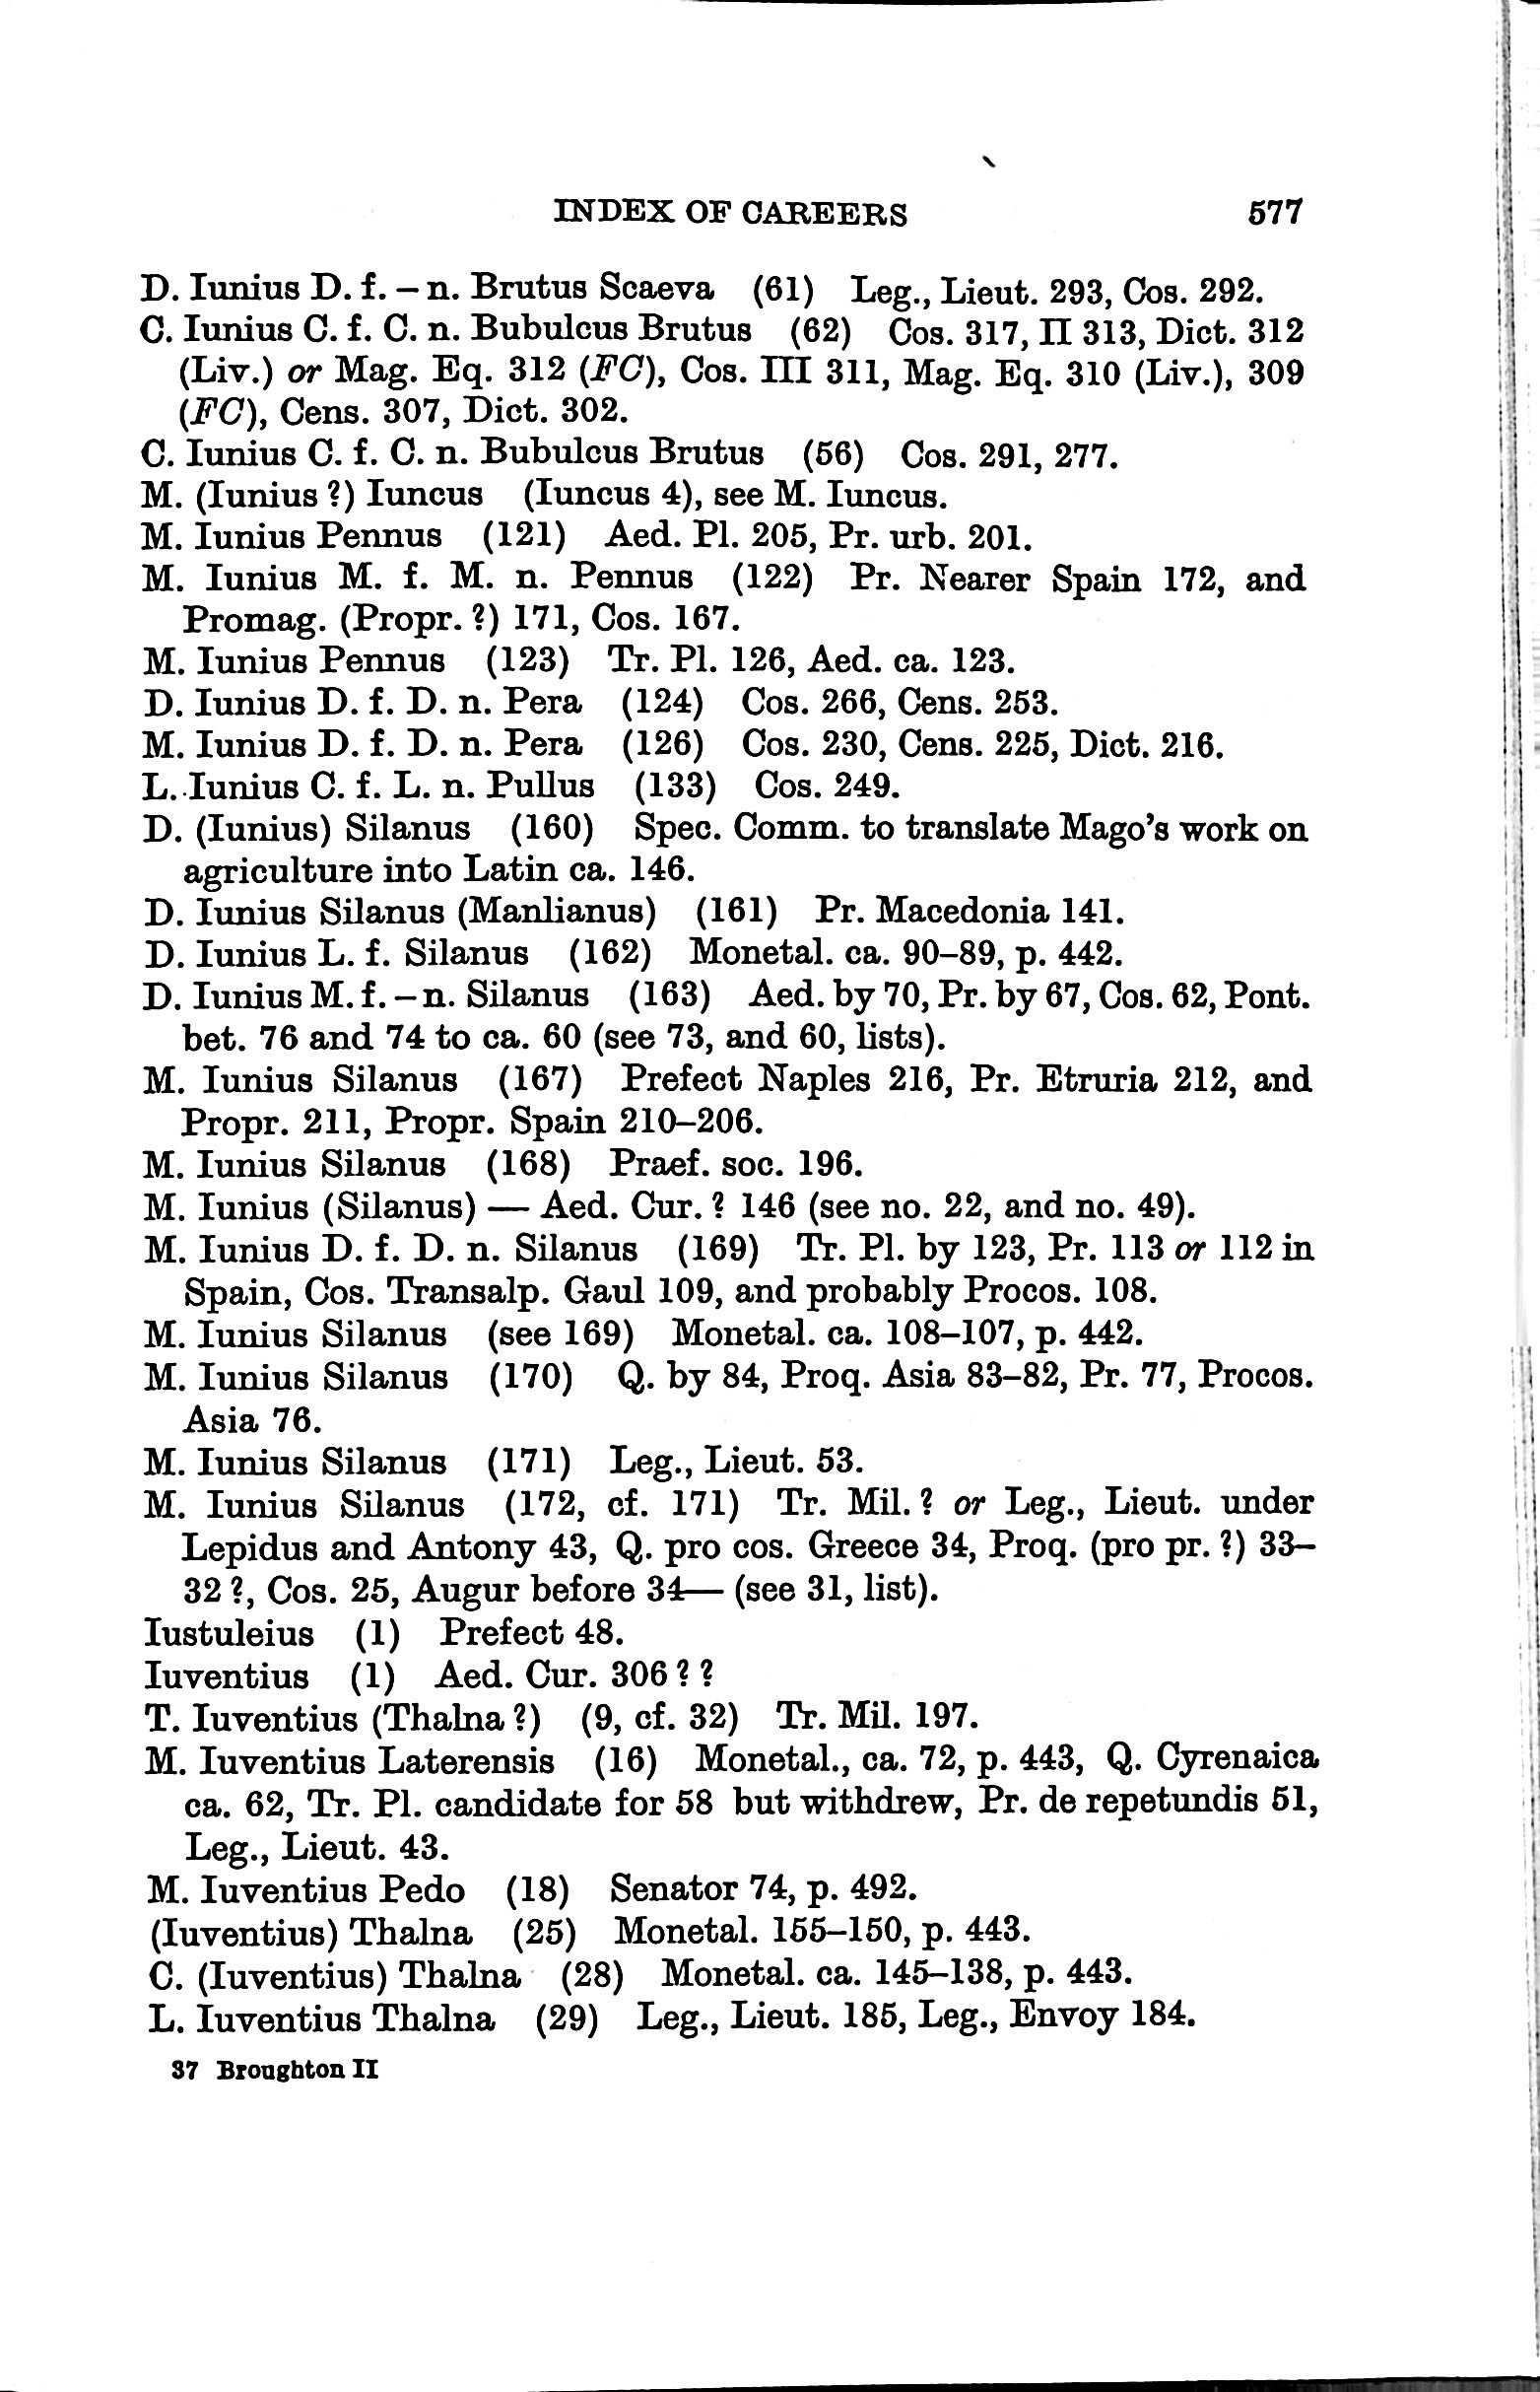 INDEX OF CAREERS 577
D. Iunius D. f. – n. Brutus Scaeva (61) Leg., Lieut. 293, Cos. 292.
C. Iunius C. f. C. n. Bubulcus Brutus (62) Cos. 317, II 313, Dict. 312
(Liv.) or Mag. Eq. 312 (FC), Cos. III 311, Mag. Eq. 310 (Liv.), 309
(FC), Cens. 307, Dict. 302.
C. Iunius C. f. C. n. Bubulcus Brutus (56) Cos. 291, 277.
M. (Iunius ?) Iuncus (Iuncus 4), see M. Iuncus.
M. Iunius Pennus (121) Aed. Pl. 205, Pr. urb. 201.
M. Iunius M. f. M. n. Pennus (122) Pr. Nearer Spain 172, and
Promag. (Propr. ?) 171, Cos. 167.
M. Iunius Pennus (123) Tr. Pl. 126, Aed. ca. 123.
D. Iunius D. f. D. n. Pera (124) Cos. 266, Cens. 253.
M. Iunius D. f. D. n. Pera (126) Cos. 230, Cens. 225, Dict. 216.
L. Iunius C. f. L. n. Pullus (133) Cos. 249.
D. (Iunius) Silanus (160) Spec. Comm. to translate Mago's work on
agriculture into Latin ca. 146.
D. Iunius Silanus (Manlianus) (161) Pr. Macedonia 141.
D. Iunius L. f. Silanus (162) Monetal. ca. 90–89, p. 442.
D. Iunius M. f. – n. Silanus (163) Aed. by 70, Pr. by 67, Cos. 62, Pont.
bet. 76 and 74 to ca. 60 (see 73, and 60, lists).
M. Iunius Silanus (167) Prefect Naples 216, Pr. Etruria 212, and
Propr. 211, Propr. Spain 210–206.
M. Iunius Silanus (168) Praef. soc. 196.
M. Iunius (Silanus) — Aed. Cur. ? 146 (see no. 22, and no. 49).
M. Iunius D. f. D. n. Silanus (169) Tr. Pl. by 123, Pr. 113 or 112 in
Spain, Cos. Transalp. Gaul 109, and probably Procos. 108.
M. Iunius Silanus (see 169) Monetal. ca. 108–107, p. 442.
M. Iunius Silanus (170) Q. by 84, Proq. Asia 83–82, Pr. 77, Procos.
Asia 76.
M. Iunius Silanus (171) Leg., Lieut. 53.
M. Iunius Silanus (172, cf. 171) Tr. Mil. ? or Leg., Lieut. under
Lepidus and Antony 43, Q. pro cos. Greece 34, Proq. (pro pr. ?) 33–
32 ?, Cos. 25, Augur before 34— (see 31, list).
Iustuleius (1) Prefect 48.
Iuventius (1) Aed. Cur. 306 ? ?
T. Iuventius (Thalna ?) (9, cf. 32) Tr. Mil. 197.
M. Iuventius Laterensis (16) Monetal., ca. 72, p. 443, Q. Cyrenaica
ca. 62, Tr. Pl. candidate for 58 but withdrew, Pr. de repetundis 51,
Leg., Lieut. 43.
M. Iuventius Pedo (18) Senator 74, p. 492.
(Iuventius) Thalna (25) Monetal. 155–150, p. 443.
C. (Iuventius) Thalna (28) Monetal. ca. 145–138, p. 443.
L. Iuventius Thalna (29) Leg., Lieut. 185, Leg., Envoy 184.
37 Broughton II